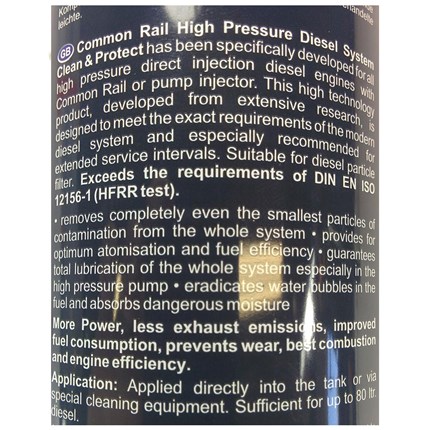 leichte.
GB Common Rail High Pressure Diesel System
Clean & Protect has been specifically developed for all
high pressure direct injection diesel engines with
Common Rail or pump injector. This high technology
product, developed from extensive research, is
designed to meet the exact requirements of the modern
diesel system and especially recommended for
extended service intervals. Suitable for diesel particle
filter. Exceeds the requirements of DIN EN ISO
12156-1 (HFRR test).
• removes completely even the smallest particles of
contamination from the whole system • provides for
optimum atomisation and fuel efficiency • guarantees
total lubrication of the whole system especially in the
high pressure pump • eradicates water bubbles in the
fuel and absorbs dangerous moisture
More Power, less exhaust emissions, improved
fuel consumption, prevents wear, best combustion
and engine efficiency.
Application: Applied directly into the tank or via
special cleaning equipment. Sufficient for up to 80 ltr.
diesel.